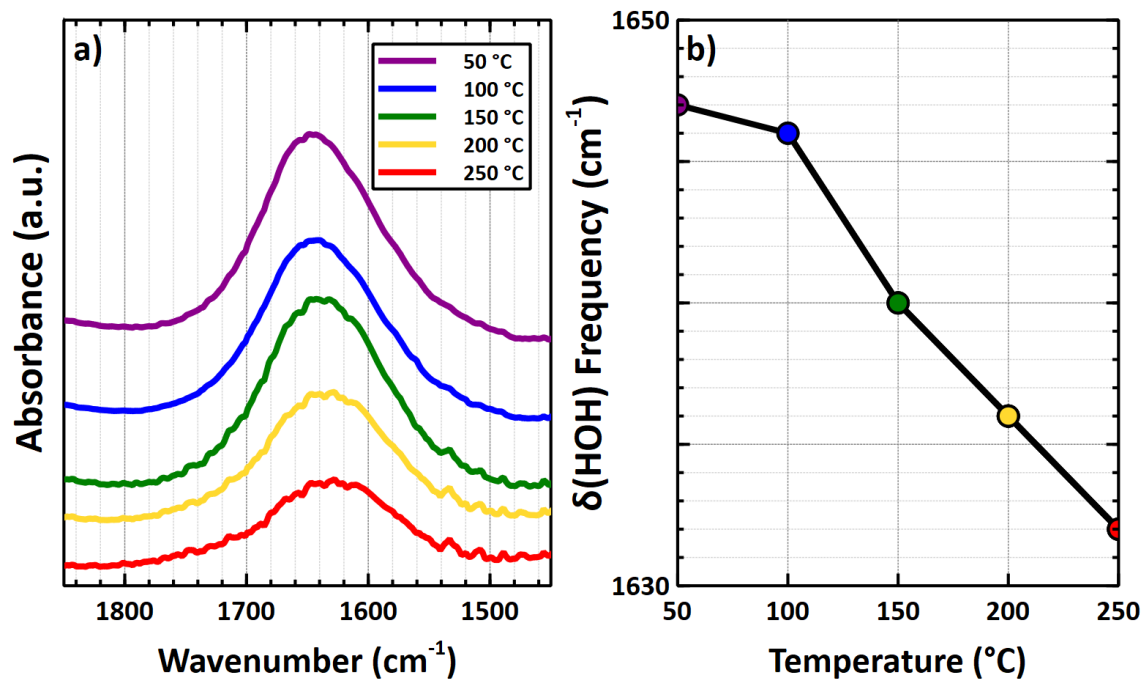 a)
50 °C
100 °C
150 °C
200 °C
250 °C
Absorbance (a.u.)
1800 1700 1600 1500
Wavenumber (cm-1)
b)
1650
1630
δ(HOH) Frequency (cm-1)
50 100 150 200 250
Temperature (°C)